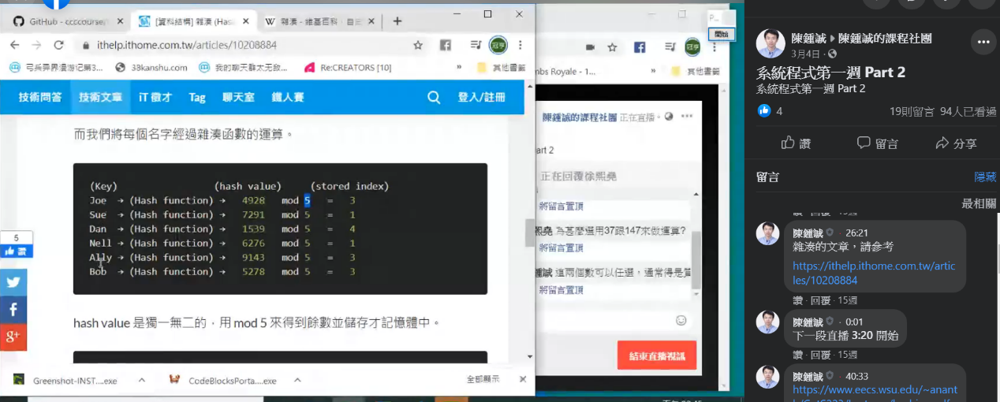 GitHub - ccccourse/
[資料結構] 雜湊 (Has
雜湊 - 維基百科，自
ithelp.ithome.com.tw/articles/10208884
弓兵異界漫游记第3...
38kanshu.com
我的聊天群太无敌...
Re:CREATORS [10]
»
其他書籤
技術問答 技術文章 iT 徵才 Tag 聊天室 鐵人賽 登入/註冊
而我們將每個名字經過雜湊函數的運算。
(Key) (hash value) (stored index)
Joe → (Hash function) → 4928 mod 5 = 3
Sue → (Hash function) → 7291 mod 5 = 1
Dan → (Hash function) → 1539 mod 5 = 4
Nell → (Hash function) → 6276 mod 5 = 1
Ally → (Hash function) → 9143 mod 5 = 3
Bob → (Hash function) → 5278 mod 5 = 3
5
讚
g+
hash value 是獨一無二的，用 mod 5 來得到餘數並儲存才記憶體中。
Greenshot-INST....exe
CodeBlocksPorta....exe
全部顯示
P...
開始
冠宇
mbs Royale - 1...
»
其他書籤
陳鍾誠的課程社團 正在直播。
art 2
正在回覆徐熙堯
將留言置頂
熙堯 為甚麼選用37跟147來做運算?
將留言置頂
鍾誠 這兩個數可以任選，通常得是質
將留言置頂
結束直播視訊
陳鍾誠 ▸ 陳鍾誠的課程社團
3月4日 ·
系統程式第一週 Part 2
系統程式第一週 Part 2
4
19則留言 94人已看過
讚 留言 分享
留言 隱藏
最相關
讚 · 回覆 · 15週
陳鍾誠 · 26:21
雜湊的文章，請參考
https://ithelp.ithome.com.tw/artic
les/10208884
讚 · 回覆 · 15週
陳鍾誠 · 0:01
下一段直播 3:20 開始
讚 · 回覆 · 15週
陳鍾誠 · 40:33
https://www.eecs.wsu.edu/~anant